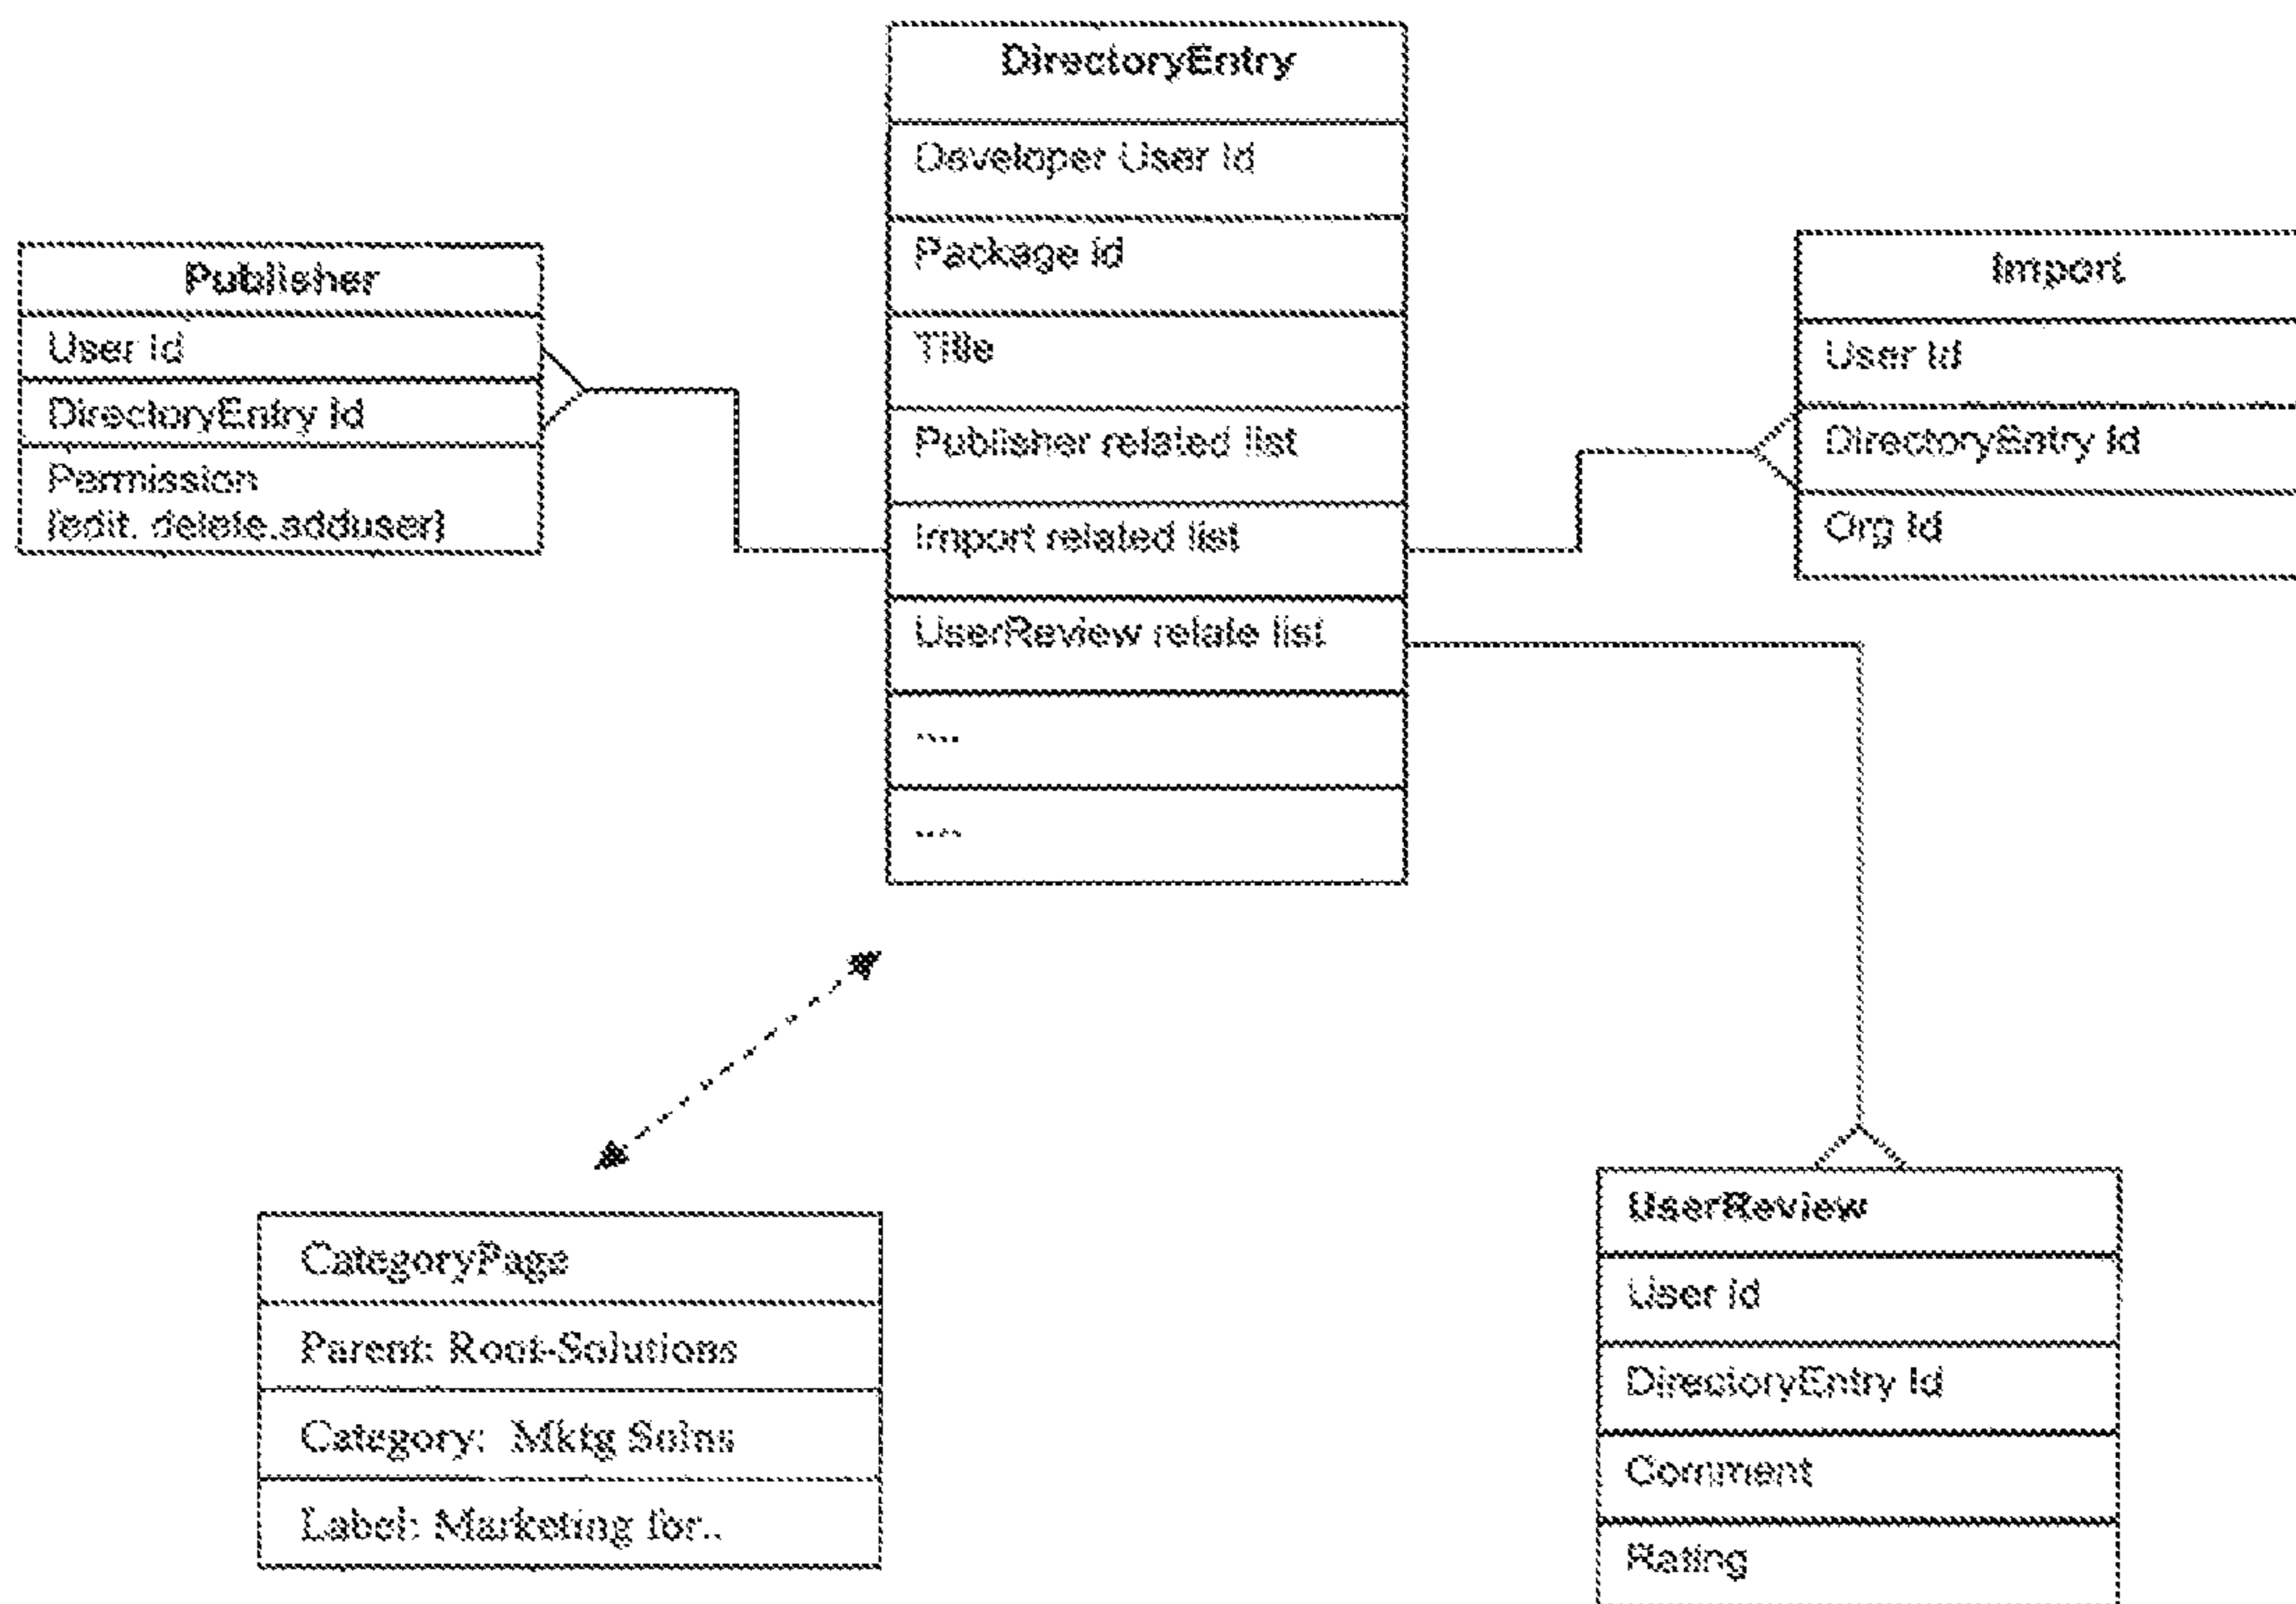 DirectoryEntry
Developer User Id
Package id
Title
Publisher related list
Import related list
UserReview relate list
....
....
Publisher
User Id
DirectoryEntry Id
Permission
{edit, delete,adduser}
Import
User Id
DirectoryEntry Id
Org Id
CategoryPage
Parent: Root-Solutions
Category: Mktg Solns
Label: Marketing for..
UserReview
User id
DirectoryEntry Id
Comment
Rating